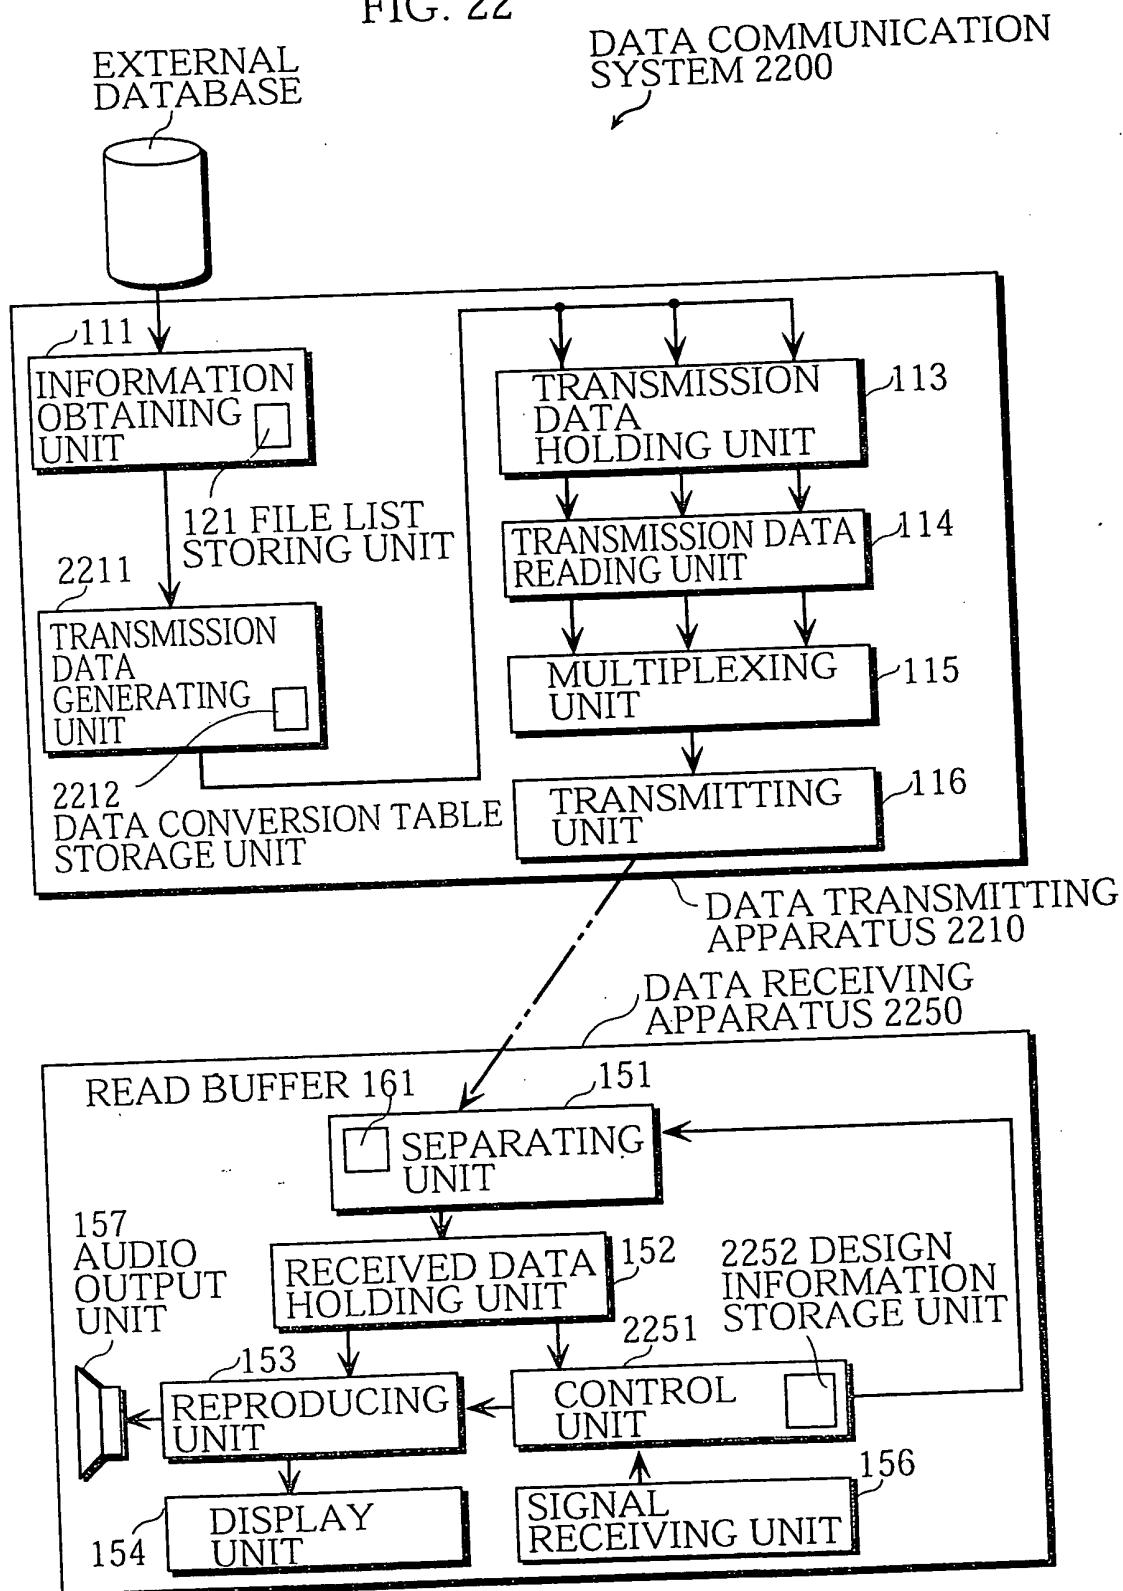 FIG. 22
DATA COMMUNICATION
SYSTEM 2200
EXTERNAL
DATABASE
111
INFORMATION
OBTAINING
UNIT
121 FILE LIST
STORING UNIT
2211
TRANSMISSION
DATA
GENERATING
UNIT
2212
DATA CONVERSION TABLE
STORAGE UNIT
TRANSMISSION
DATA
HOLDING UNIT
113
TRANSMISSION DATA
READING UNIT
114
MULTIPLEXING
UNIT
115
TRANSMITTING
UNIT
116
DATA TRANSMITTING
APPARATUS 2210
DATA RECEIVING
APPARATUS 2250
READ BUFFER 161
151
SEPARATING
UNIT
157
AUDIO
OUTPUT
UNIT
RECEIVED DATA
HOLDING UNIT
152
2252 DESIGN
INFORMATION
STORAGE UNIT
2251
153
REPRODUCING
UNIT
CONTROL
UNIT
154
DISPLAY
UNIT
SIGNAL
RECEIVING UNIT
156